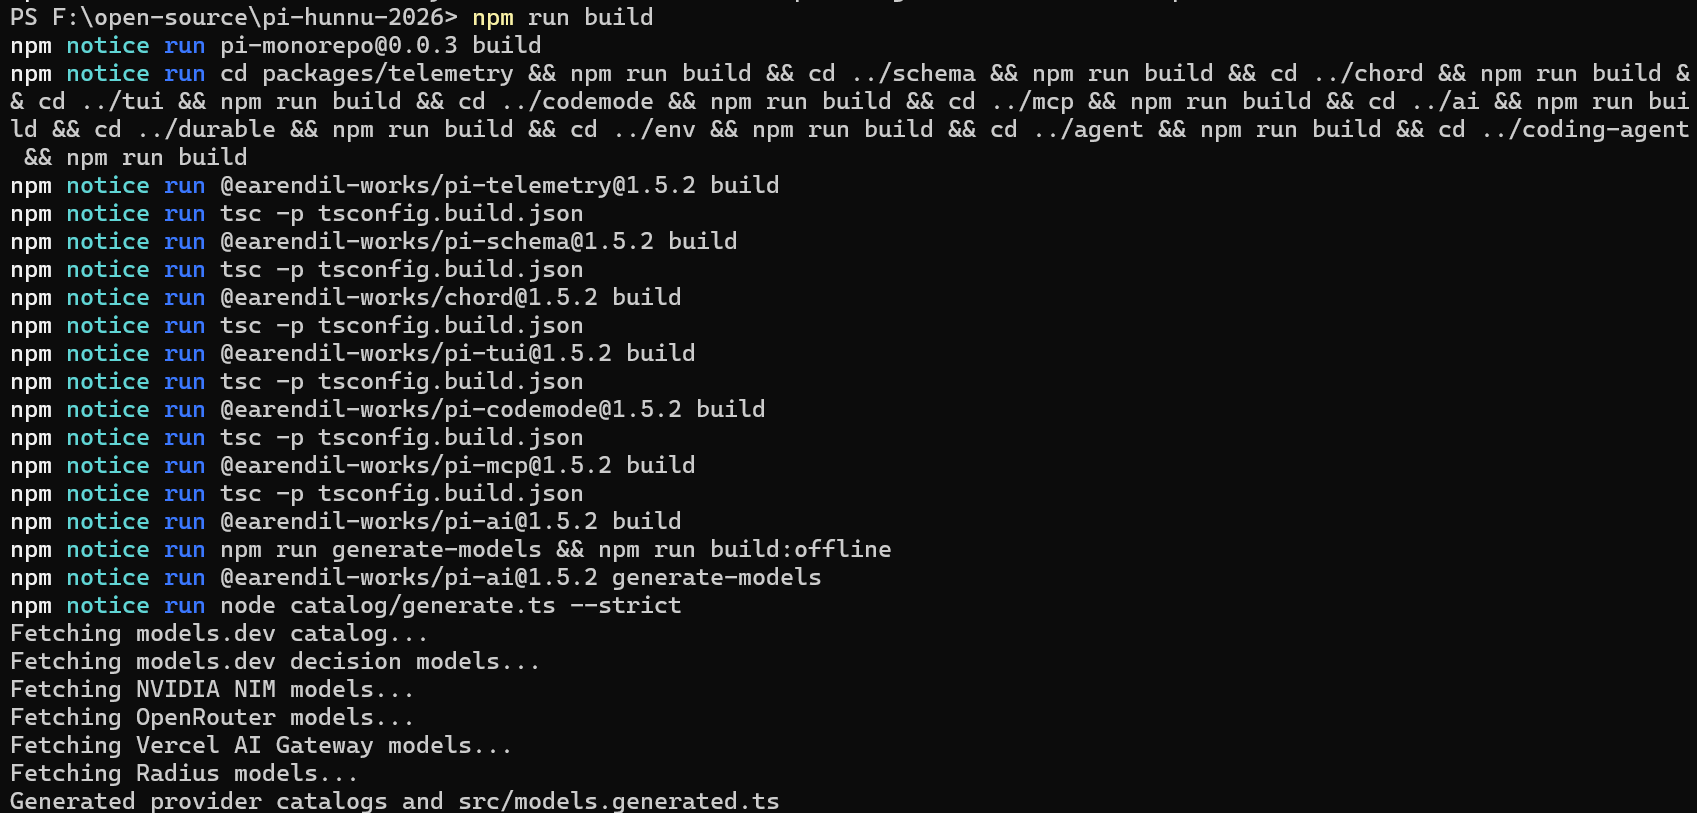 PS F:\open-source\pi-hunnu-2026> npm run build
npm notice run pi-monorepo@0.0.3 build
npm notice run cd packages/telemetry && npm run build && cd ../schema && npm run build && cd ../chord && npm run build &
& cd ../tui && npm run build && cd ../codemode && npm run build && cd ../mcp && npm run build && cd ../ai && npm run bui
ld && cd ../durable && npm run build && cd ../env && npm run build && cd ../agent && npm run build && cd ../coding-agent
 && npm run build
npm notice run @earendil-works/pi-telemetry@1.5.2 build
npm notice run tsc -p tsconfig.build.json
npm notice run @earendil-works/pi-schema@1.5.2 build
npm notice run tsc -p tsconfig.build.json
npm notice run @earendil-works/chord@1.5.2 build
npm notice run tsc -p tsconfig.build.json
npm notice run @earendil-works/pi-tui@1.5.2 build
npm notice run tsc -p tsconfig.build.json
npm notice run @earendil-works/pi-codemode@1.5.2 build
npm notice run tsc -p tsconfig.build.json
npm notice run @earendil-works/pi-mcp@1.5.2 build
npm notice run tsc -p tsconfig.build.json
npm notice run @earendil-works/pi-ai@1.5.2 build
npm notice run npm run generate-models && npm run build:offline
npm notice run @earendil-works/pi-ai@1.5.2 generate-models
npm notice run node catalog/generate.ts --strict
Fetching models.dev catalog...
Fetching models.dev decision models...
Fetching NVIDIA NIM models...
Fetching OpenRouter models...
Fetching Vercel AI Gateway models...
Fetching Radius models...
Generated provider catalogs and src/models.generated.ts